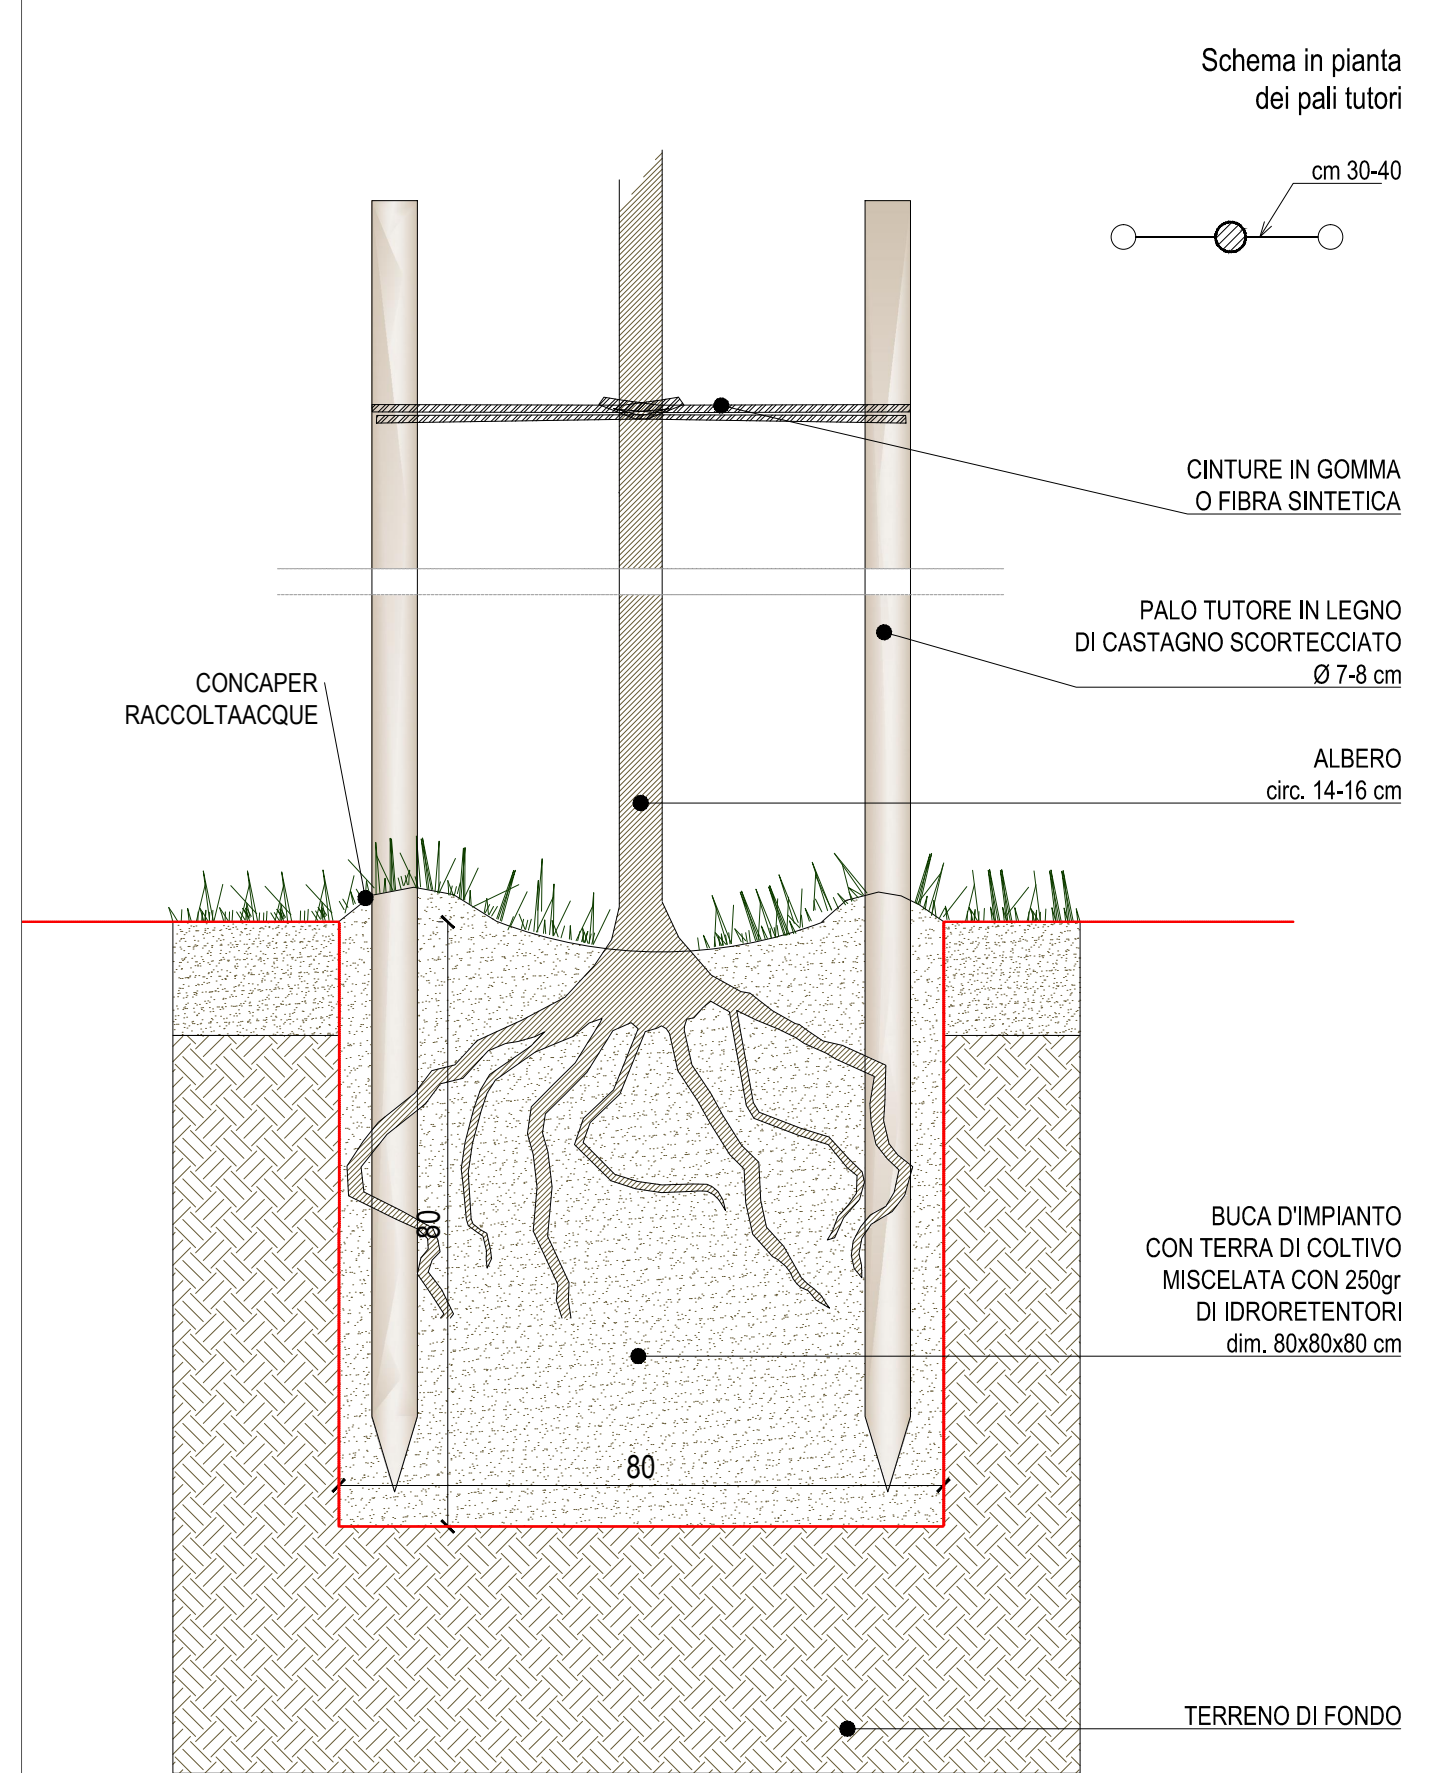 Schema in pianta
dei pali tutori
cm 30-40
CINTURE IN GOMMA
O FIBRA SINTETICA
PALO TUTORE IN LEGNO
DI CASTAGNO SCORTECCIATO
Ø 7-8 cm
CONCAPER
RACCOLTAACQUE
ALBERO
circ. 14-16 cm
80
BUCA D'IMPIANTO
CON TERRA DI COLTIVO
MISCELATA CON 250gr
DI IDRORETENTORI
dim. 80x80x80 cm
80
TERRENO DI FONDO